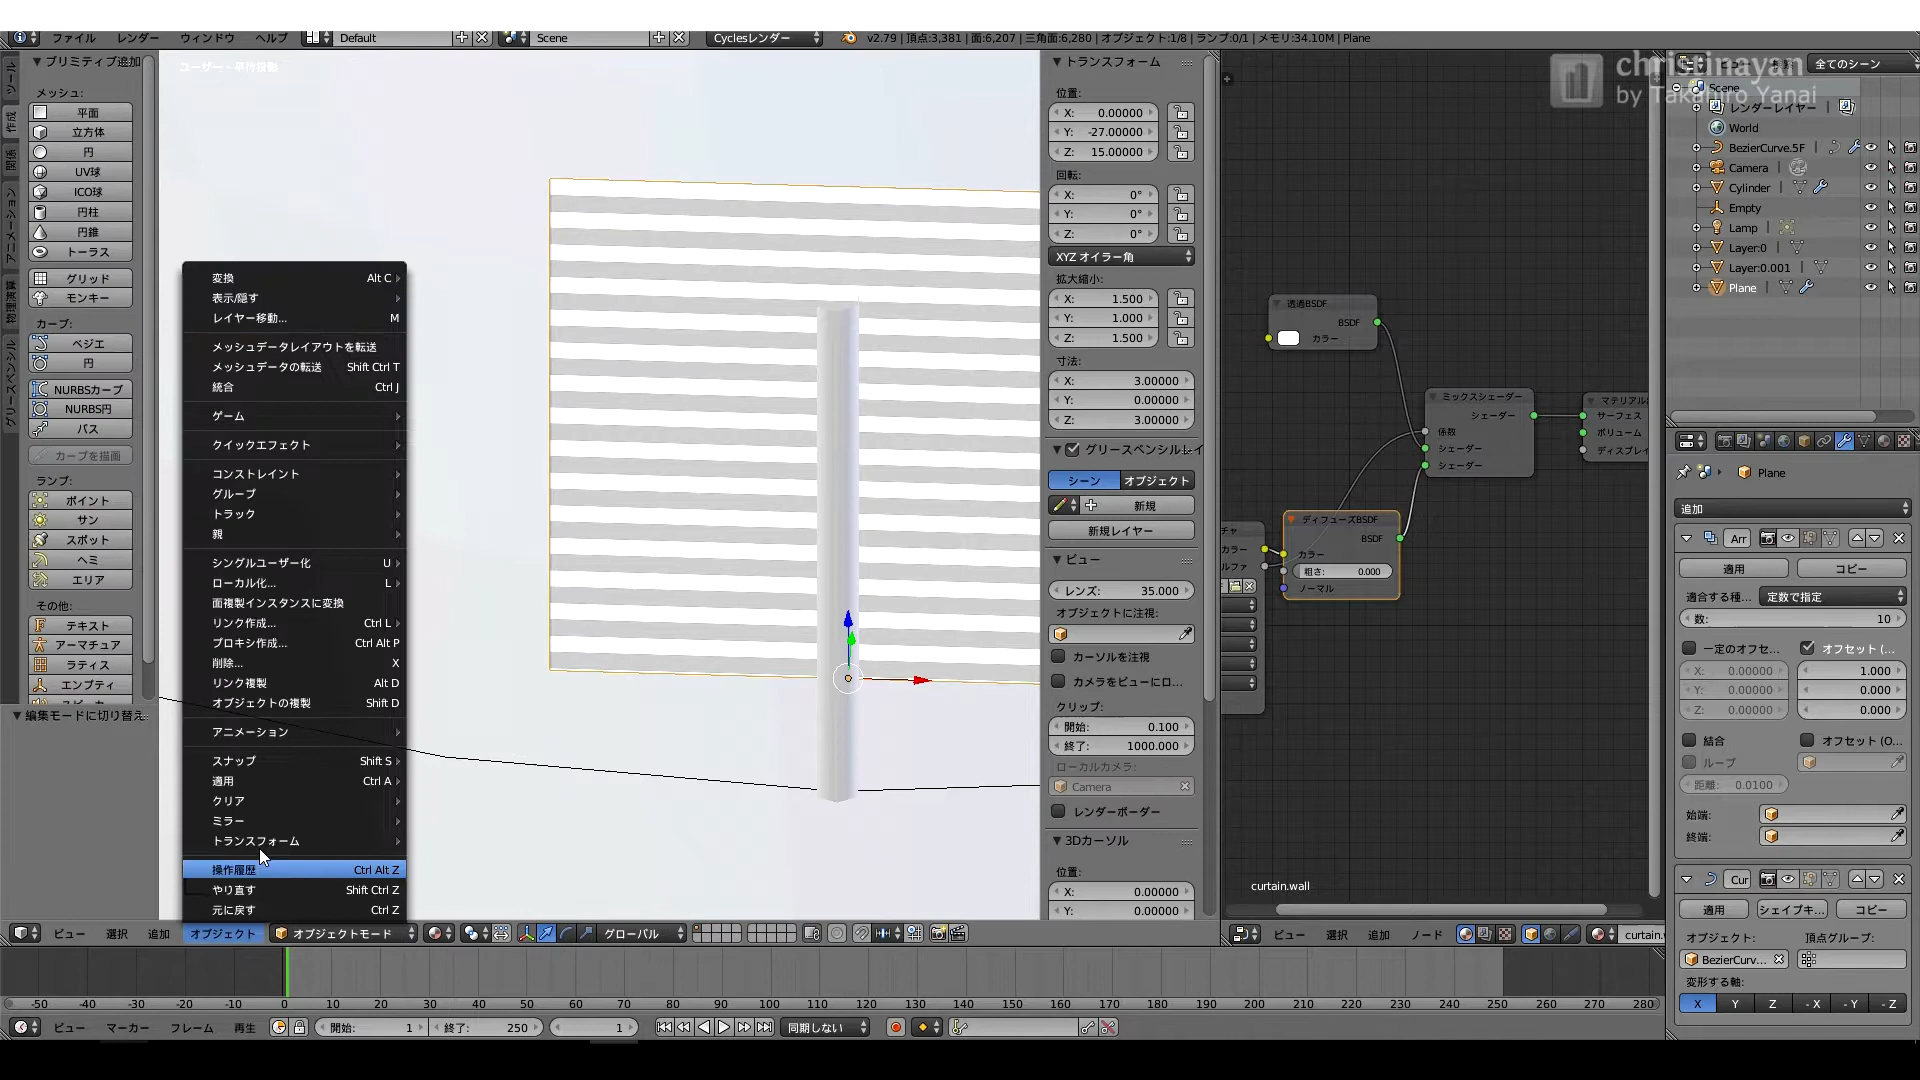 ファイル レンダー ウィンドウ ヘルプ Default Scene Cyclesレンダー v2.79 | 頂点:3,381 | 面:6,207 | 三角面:6,280 | オブジェクト:1/8 | ランプ:0/1 | メモリ:34.10M | Plane
christinayan
by Takahiro Yanai
プリミティブ追加
メッシュ:
平面
立方体
円
UV球
ICO球
円柱
円錐
トーラス
グリッド
モンキー
カーブ:
ベジエ
円
NURBSカーブ
NURBS円
パス
カーブを描画
ランプ:
ポイント
サン
スポット
ヘミ
エリア
その他:
テキスト
アーマチュア
ラティス
エンプティ
編集モードに切り替え
ツール
作成
関係
アニメーション
物理演算
グリースペンシル
ユーザー・平行投影
変換 Alt C
表示/隠す
レイヤー移動... M
メッシュデータレイアウトを転送
メッシュデータの転送 Shift Ctrl T
統合 Ctrl J
ゲーム
クイックエフェクト
コンストレイント
グループ
トラック
親
シングルユーザー化 U
ローカル化... L
面複製インスタンスに変換
リンク作成... Ctrl L
プロキシ作成... Ctrl Alt P
削除... X
リンク複製 Alt D
オブジェクトの複製 Shift D
アニメーション
スナップ Shift S
適用 Ctrl A
クリア
ミラー
トランスフォーム
操作履歴 Ctrl Alt Z
やり直す Shift Ctrl Z
元に戻す Ctrl Z
トランスフォーム
位置:
X: 0.00000
Y: -27.00000
Z: 15.00000
回転:
X: 0°
Y: 0°
Z: 0°
XYZ オイラー角
拡大縮小:
X: 1.500
Y: 1.000
Z: 1.500
寸法:
X: 3.00000
Y: 0.00000
Z: 3.00000
グリースペンシルレイ
シーン オブジェクト
新規
新規レイヤー
ビュー
レンズ: 35.000
オブジェクトに注視:
カーソルを注視
カメラをビューにロ...
クリップ:
開始: 0.100
終了: 1000.000
ローカルカメラ:
Camera
レンダーボーダー
3Dカーソル
位置:
X: 0.00000
Y: 0.00000
透過BSDF
BSDF
カラー
ミックスシェーダー
シェーダー
係数
シェーダー
シェーダー
サーフェス
ボリューム
ディスプレイ
ディフューズBSDF
BSDF
カラー
粗さ: 0.000
ノーマル
チャ
カラー
ルファ
curtain.wall
全てのシーン
Scene
レンダーレイヤー
World
BezierCurve.5F
Camera
Cylinder
Empty
Lamp
Layer:0
Layer:0.001
Plane
Plane
追加
Arr
適用 コピー
適合する種... 定数で指定
数: 10
一定のオフセ... オフセット (...
X: 0.00000 1.000
Y: 0.00000 0.000
Z: 0.00000 0.000
結合 オフセット (O...
ループ
距離: 0.0100
始端:
終端:
Cur
適用 シェイプキ... コピー
オブジェクト: 頂点グループ:
BezierCurv...
変形する軸:
X Y Z - X - Y - Z
ビュー 選択 追加 オブジェクト オブジェクトモード グローバル
ビュー 選択 追加 ノード
-50 -40 -30 -20 -10 0 10 20 30 40 50 60 70 80 90 100 110 120 130 140 150 160 170 180 190 200 210 220 230 240 250 260 270 280
ビュー マーカー フレーム 再生 開始: 1 終了: 250 1 同期しない